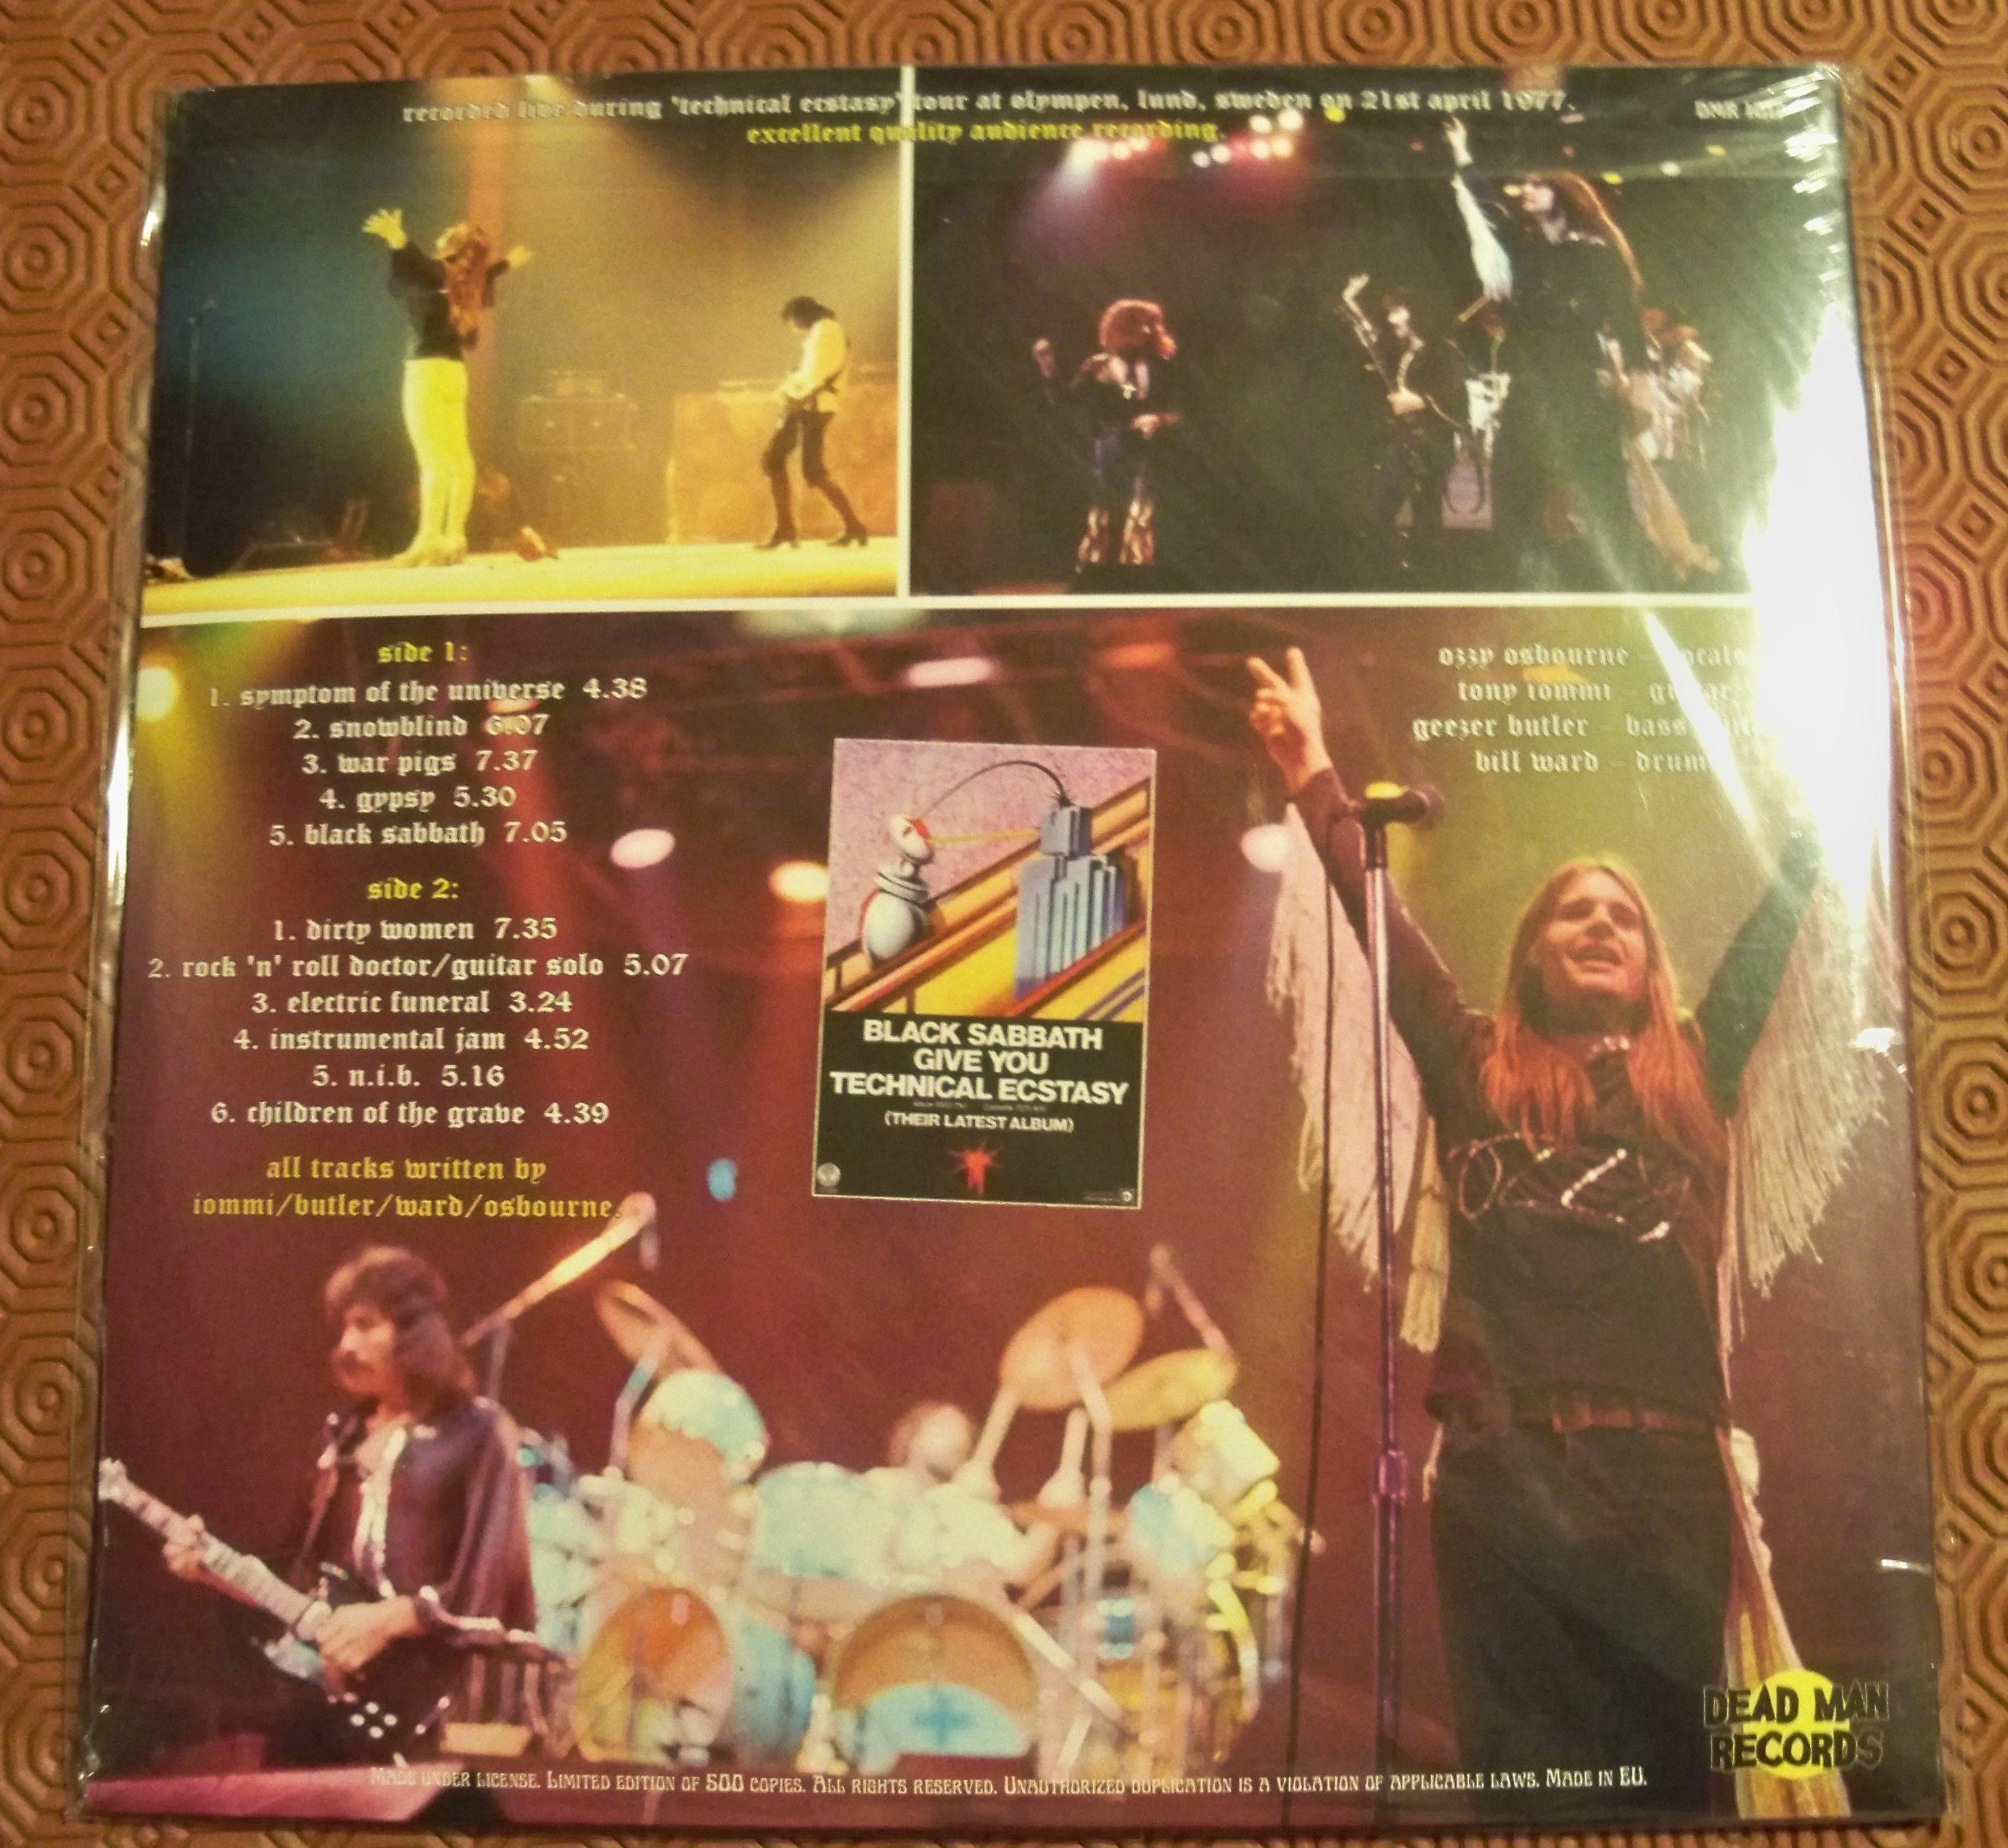 recorded live during 'technical ecstasy' tour at olympen, lund, sweden on 21st april 1977.
DMR
excellent quality audience recording.
side 1:
1. symptom of the universe 4.38
2. snowblind 6.07
3. war pigs 7.37
4. gypsy 5.30
5. black sabbath 7.05
side 2:
1. dirty women 7.35
2. rock 'n' roll doctor/guitar solo 5.07
3. electric funeral 3.24
4. instrumental jam 4.52
5. n.i.b. 5.16
6. children of the grave 4.39
all tracks written by
iommi/butler/ward/osbourne.
ozzy osbourne - vocals
tony iommi - guitar
geezer butler - bass
bill ward - drums
BLACK SABBATH
GIVE YOU
TECHNICAL ECSTASY
(THEIR LATEST ALBUM)
OZZY
DEAD MAN
RECORDS
Made under license. Limited edition of 500 copies. All rights reserved. Unauthorized duplication is a violation of applicable laws. Made in EU.